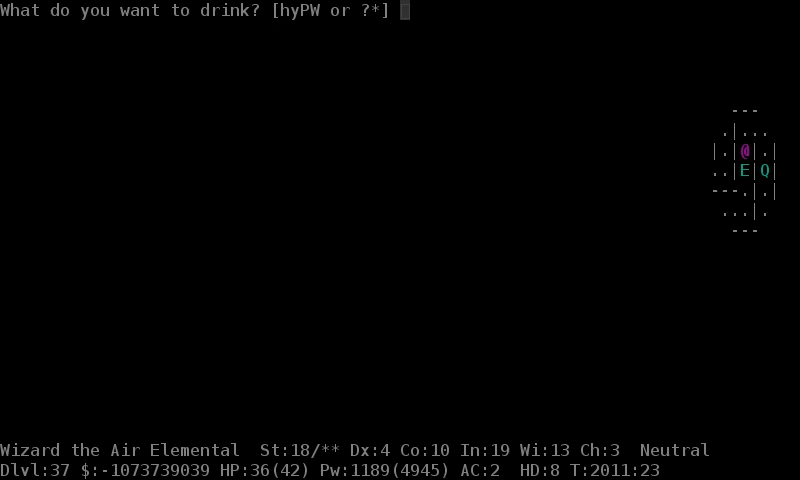 What do you want to drink? [hyPW or ?*]
---
.|...
|.|@|.|
..|E|Q|
---.|.|
...|.
---
Wizard the Air Elemental St:18/** Dx:4 Co:10 In:19 Wi:13 Ch:3 Neutral
Dlvl:37 $:-1073739039 HP:36(42) Pw:1189(4945) AC:2 HD:8 T:2011:23